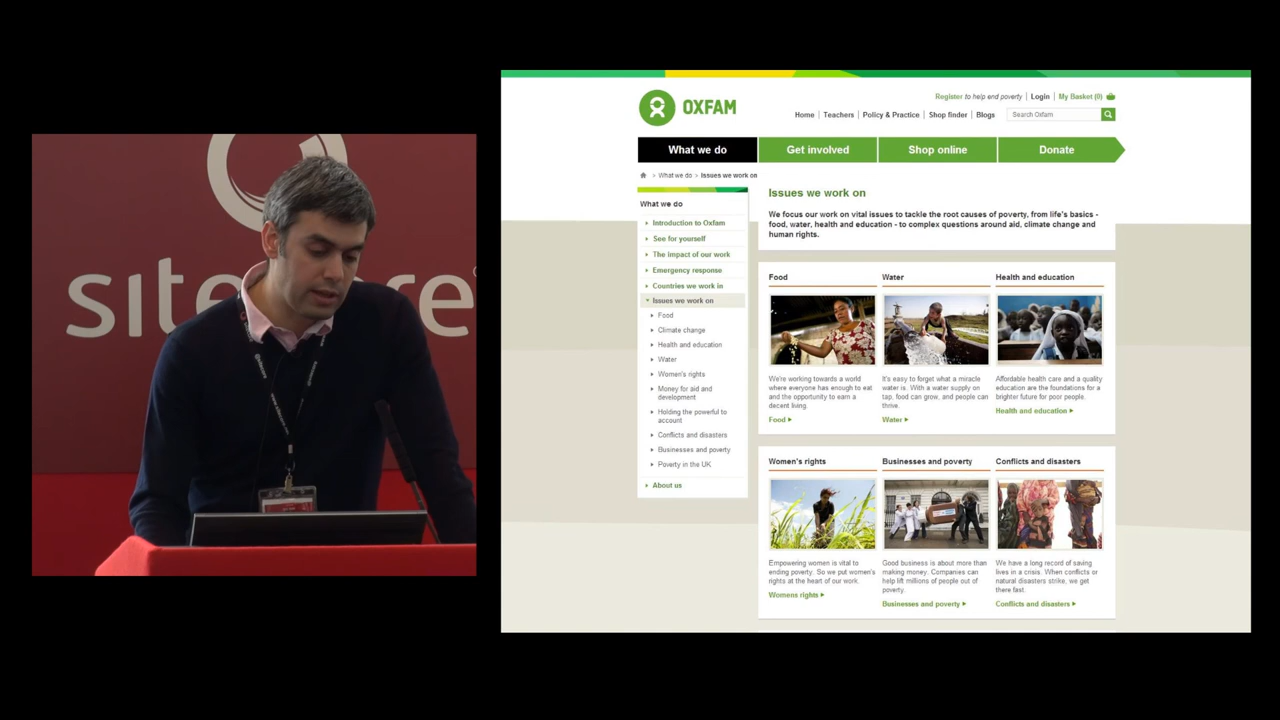 sitecore
OXFAM
Register to help end poverty
Login
My Basket (0)
Home
Teachers
Policy & Practice
Shop finder
Blogs
Search Oxfam
What we do
Get involved
Shop online
Donate
> What we do > Issues we work on
What we do
Introduction to Oxfam
See for yourself
The impact of our work
Emergency response
Countries we work in
Issues we work on
Food
Climate change
Health and education
Water
Women's rights
Money for aid and
development
Holding the powerful to
account
Conflicts and disasters
Businesses and poverty
Poverty in the UK
About us
Issues we work on
We focus our work on vital issues to tackle the root causes of poverty, from life's basics -
food, water, health and education - to complex questions around aid, climate change and
human rights.
Food
We're working towards a world
where everyone has enough to eat
and the opportunity to earn a
decent living.
Food
Water
It's easy to forget what a miracle
water is. With a water supply on
tap, food can grow, and people can
thrive.
Water
Health and education
Affordable health care and a quality
education are the foundations for a
brighter future for poor people.
Health and education
Women's rights
Empowering women is vital to
ending poverty. So we put women's
rights at the heart of our work.
Womens rights
Businesses and poverty
Good business is about more than
making money. Companies can
help lift millions of people out of
poverty.
Businesses and poverty
Conflicts and disasters
We have a long record of saving
lives in a crisis. When conflicts or
natural disasters strike, we get
there fast.
Conflicts and disasters